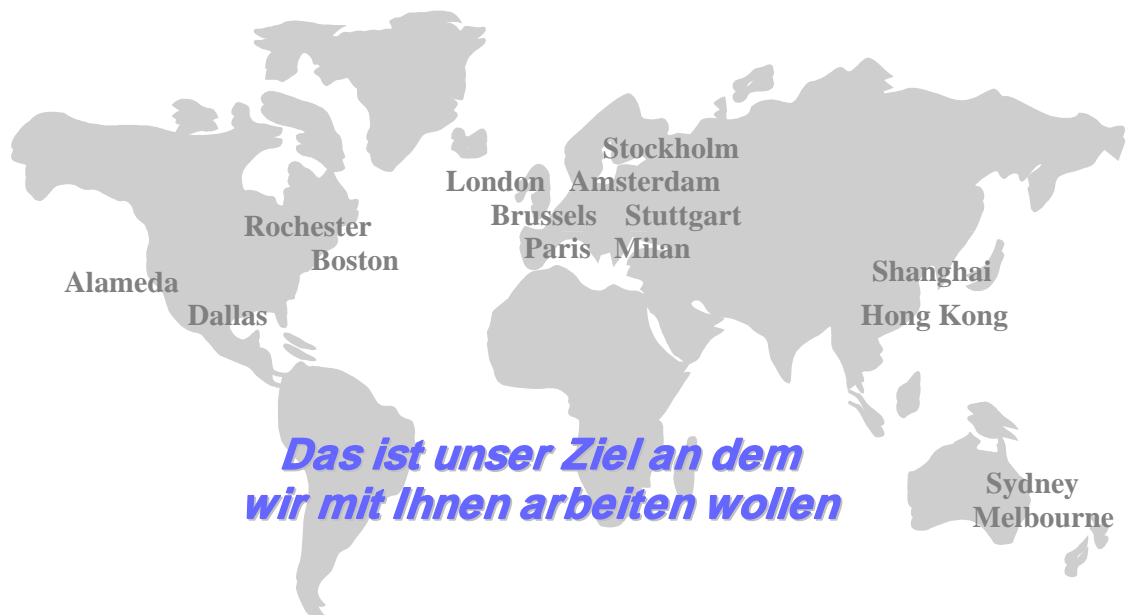 Stockholm
London Amsterdam
Brussels Stuttgart
Rochester
Paris Milan
Boston
Shanghai
Alameda
Dallas
Hong Kong
Das ist unser Ziel an dem
wir mit Ihnen arbeiten wollen
Sydney
Melbourne